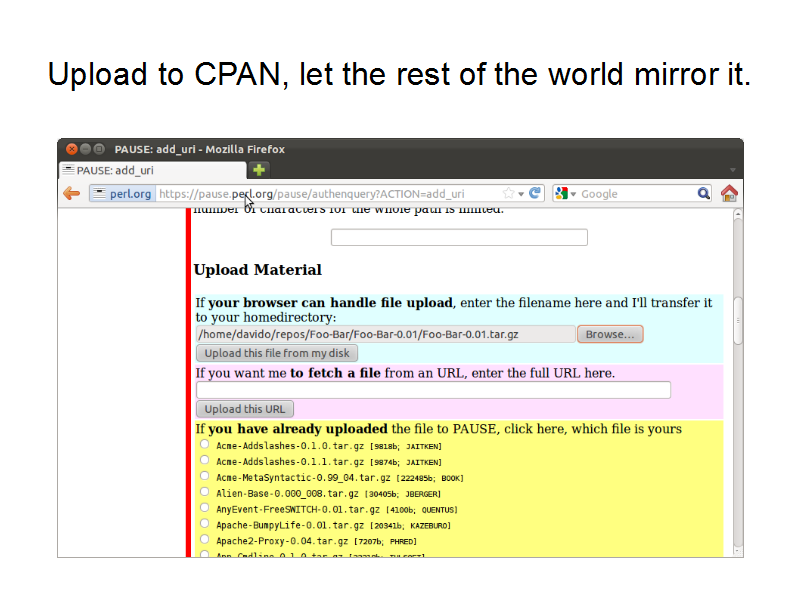 Upload to CPAN, let the rest of the world mirror it.
PAUSE: add_uri - Mozilla Firefox
PAUSE: add_uri
perl.org https://pause.perl.org/pause/authenquery?ACTION=add_uri Google
number of characters for the whole path is limited.
Upload Material
If your browser can handle file upload, enter the filename here and I'll transfer it
to your homedirectory:
/home/davido/repos/Foo-Bar/Foo-Bar-0.01/Foo-Bar-0.01.tar.gz Browse...
Upload this file from my disk
If you want me to fetch a file from an URL, enter the full URL here.
Upload this URL
If you have already uploaded the file to PAUSE, click here, which file is yours
Acme-Addslashes-0.1.0.tar.gz [9818b; JAITKEN]
Acme-Addslashes-0.1.1.tar.gz [9874b; JAITKEN]
Acme-MetaSyntactic-0.99_04.tar.gz [222485b; BOOK]
Alien-Base-0.000_008.tar.gz [30405b; JBERGER]
AnyEvent-FreeSWITCH-0.01.tar.gz [4100b; QUENTUS]
Apache-BumpyLife-0.01.tar.gz [20341b; KAZEBURO]
Apache2-Proxy-0.04.tar.gz [7207b; PHRED]
App-Cmdline-0.1.0.tar.gz